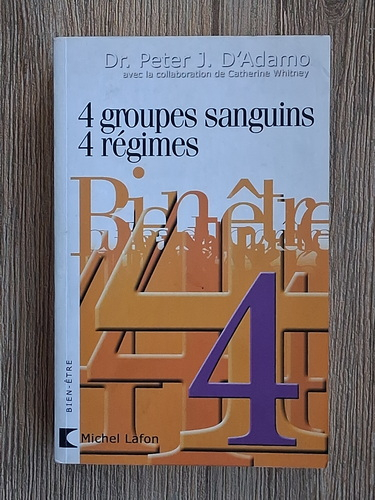 Dr. Peter J. D'Adamo
avec la collaboration de Catherine Whitney
4 groupes sanguins
4 régimes
Bien-être
4
BIEN-ÊTRE
Michel Lafon